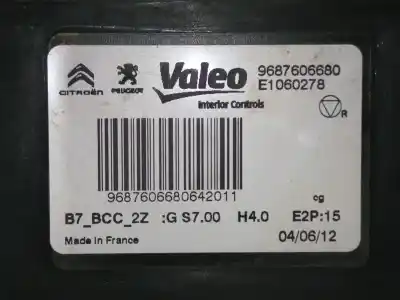 CITROËN
PEUGEOT
Valeo
Interior Controls
9687606680
E1060278
R
9687606680642011
cg
B7_BCC_2Z :G S7.00 H4.0 E2P:15
Made in France
04/06/12